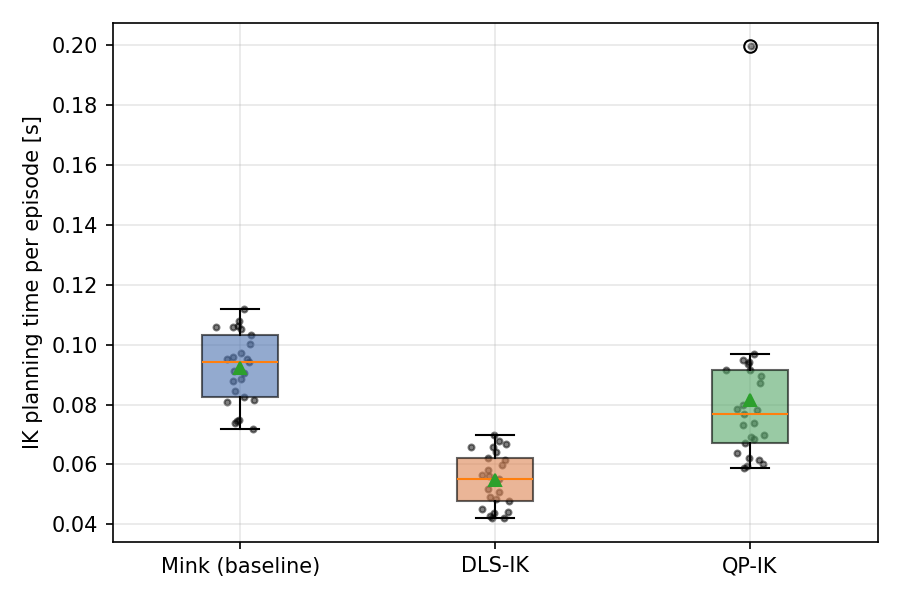 IK planning time per episode [s]
0.20
0.18
0.16
0.14
0.12
0.10
0.08
0.06
0.04
Mink (baseline)
DLS-IK
QP-IK